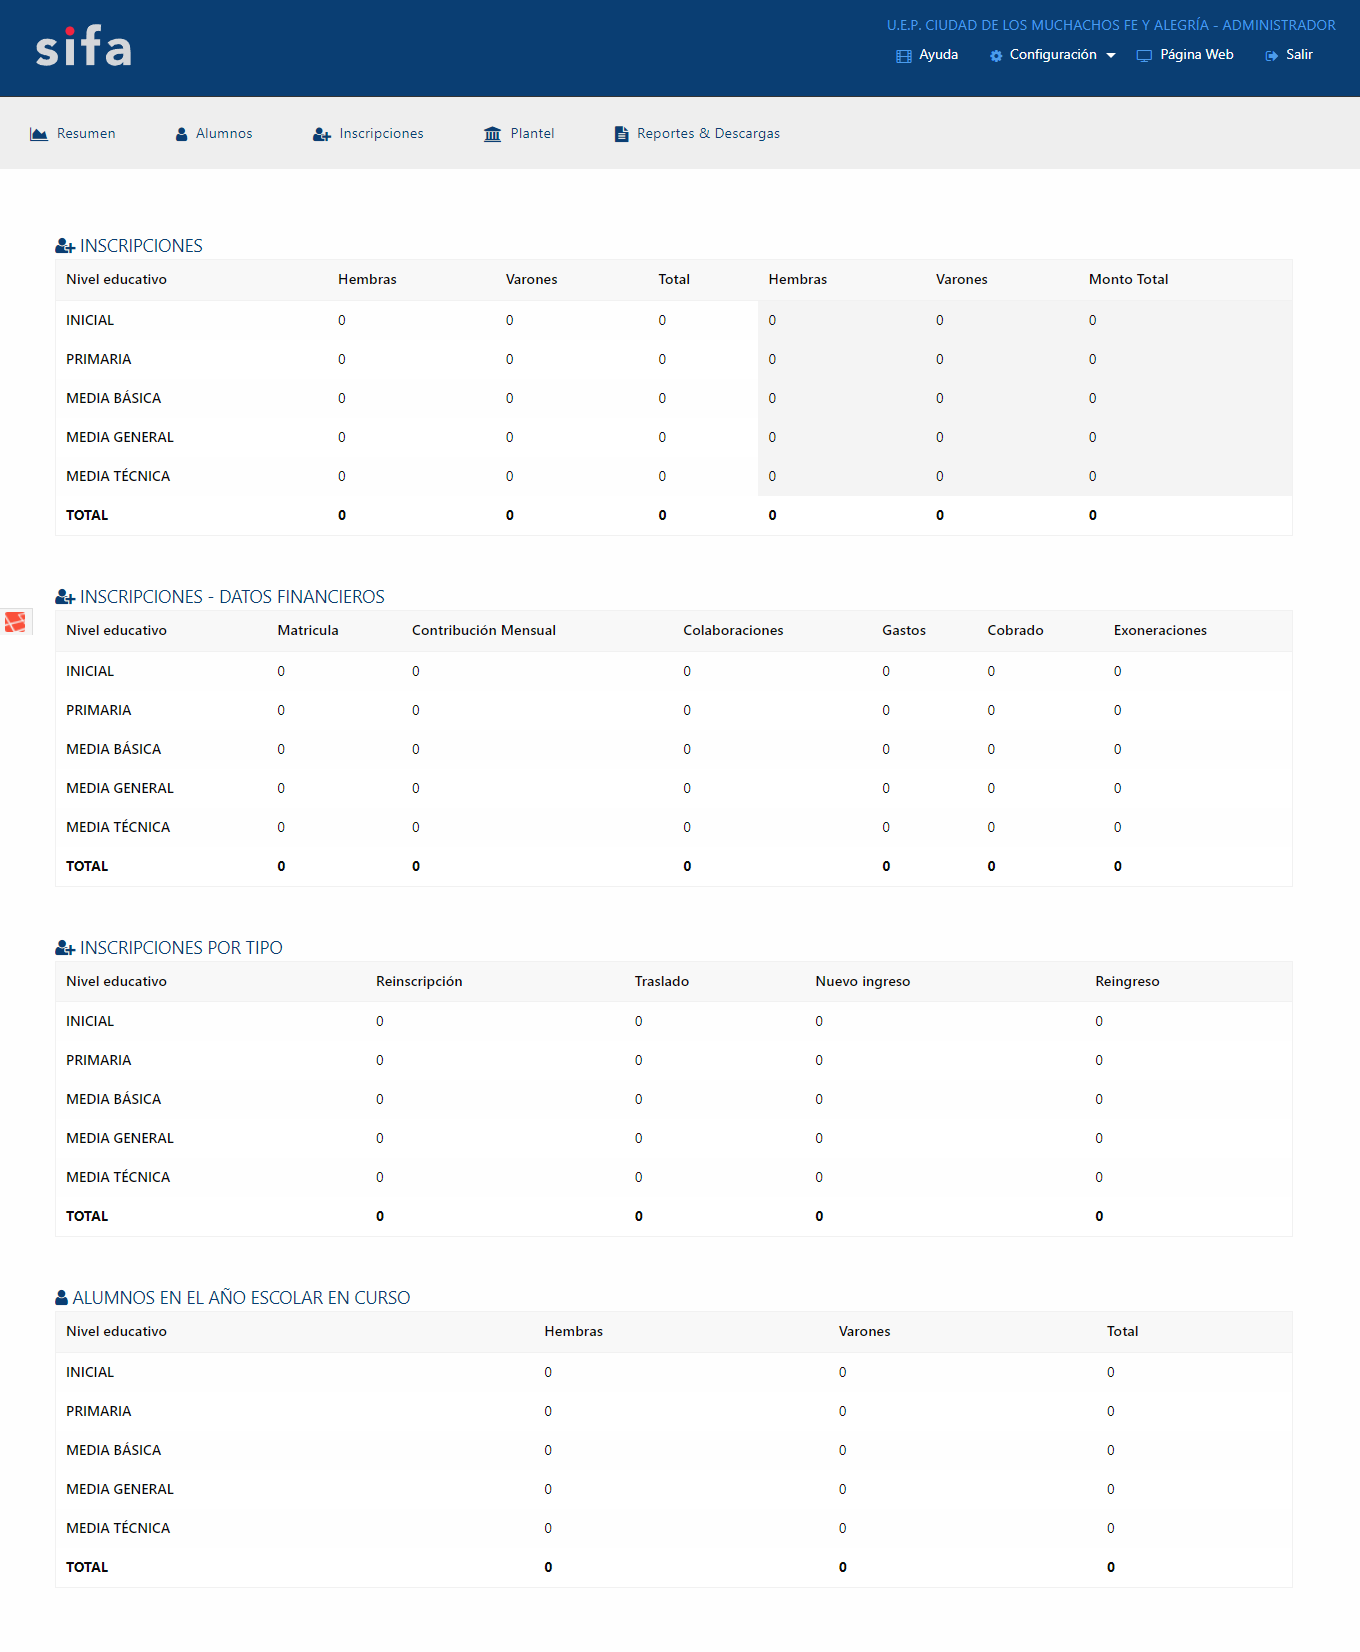 sifa
U.E.P. CIUDAD DE LOS MUCHACHOS FE Y ALEGRÍA - ADMINISTRADOR
Ayuda Configuración Página Web Salir
Resumen Alumnos Inscripciones Plantel Reportes & Descargas
INSCRIPCIONES
Nivel educativo Hembras Varones Total Hembras Varones Monto Total
INICIAL 0 0 0 0 0 0
PRIMARIA 0 0 0 0 0 0
MEDIA BÁSICA 0 0 0 0 0 0
MEDIA GENERAL 0 0 0 0 0 0
MEDIA TÉCNICA 0 0 0 0 0 0
TOTAL 0 0 0 0 0 0
INSCRIPCIONES - DATOS FINANCIEROS
Nivel educativo Matricula Contribución Mensual Colaboraciones Gastos Cobrado Exoneraciones
INICIAL 0 0 0 0 0 0
PRIMARIA 0 0 0 0 0 0
MEDIA BÁSICA 0 0 0 0 0 0
MEDIA GENERAL 0 0 0 0 0 0
MEDIA TÉCNICA 0 0 0 0 0 0
TOTAL 0 0 0 0 0 0
INSCRIPCIONES POR TIPO
Nivel educativo Reinscripción Traslado Nuevo ingreso Reingreso
INICIAL 0 0 0 0
PRIMARIA 0 0 0 0
MEDIA BÁSICA 0 0 0 0
MEDIA GENERAL 0 0 0 0
MEDIA TÉCNICA 0 0 0 0
TOTAL 0 0 0 0
ALUMNOS EN EL AÑO ESCOLAR EN CURSO
Nivel educativo Hembras Varones Total
INICIAL 0 0 0
PRIMARIA 0 0 0
MEDIA BÁSICA 0 0 0
MEDIA GENERAL 0 0 0
MEDIA TÉCNICA 0 0 0
TOTAL 0 0 0